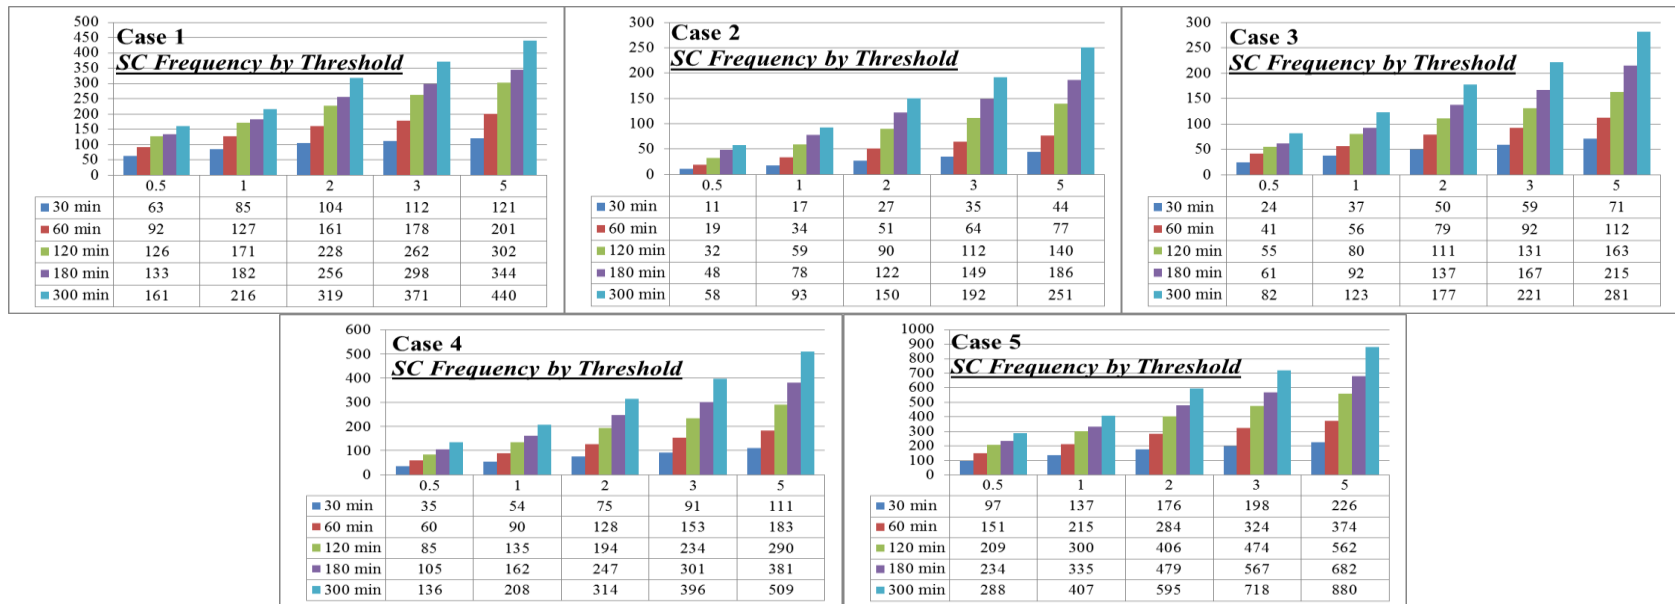 Case 1
SC Frequency by Threshold
500
450
400
350
300
250
200
150
100
50
0
0.5 1 2 3 5
30 min 63 85 104 112 121
60 min 92 127 161 178 201
120 min 126 171 228 262 302
180 min 133 182 256 298 344
300 min 161 216 319 371 440
Case 2
SC Frequency by Threshold
300
250
200
150
100
50
0
0.5 1 2 3 5
30 min 11 17 27 35 44
60 min 19 34 51 64 77
120 min 32 59 90 112 140
180 min 48 78 122 149 186
300 min 58 93 150 192 251
Case 3
SC Frequency by Threshold
300
250
200
150
100
50
0
0.5 1 2 3 5
30 min 24 37 50 59 71
60 min 41 56 79 92 112
120 min 55 80 111 131 163
180 min 61 92 137 167 215
300 min 82 123 177 221 281
Case 4
SC Frequency by Threshold
600
500
400
300
200
100
0
0.5 1 2 3 5
30 min 35 54 75 91 111
60 min 60 90 128 153 183
120 min 85 135 194 234 290
180 min 105 162 247 301 381
300 min 136 208 314 396 509
Case 5
SC Frequency by Threshold
1000
900
800
700
600
500
400
300
200
100
0
0.5 1 2 3 5
30 min 97 137 176 198 226
60 min 151 215 284 324 374
120 min 209 300 406 474 562
180 min 234 335 479 567 682
300 min 288 407 595 718 880